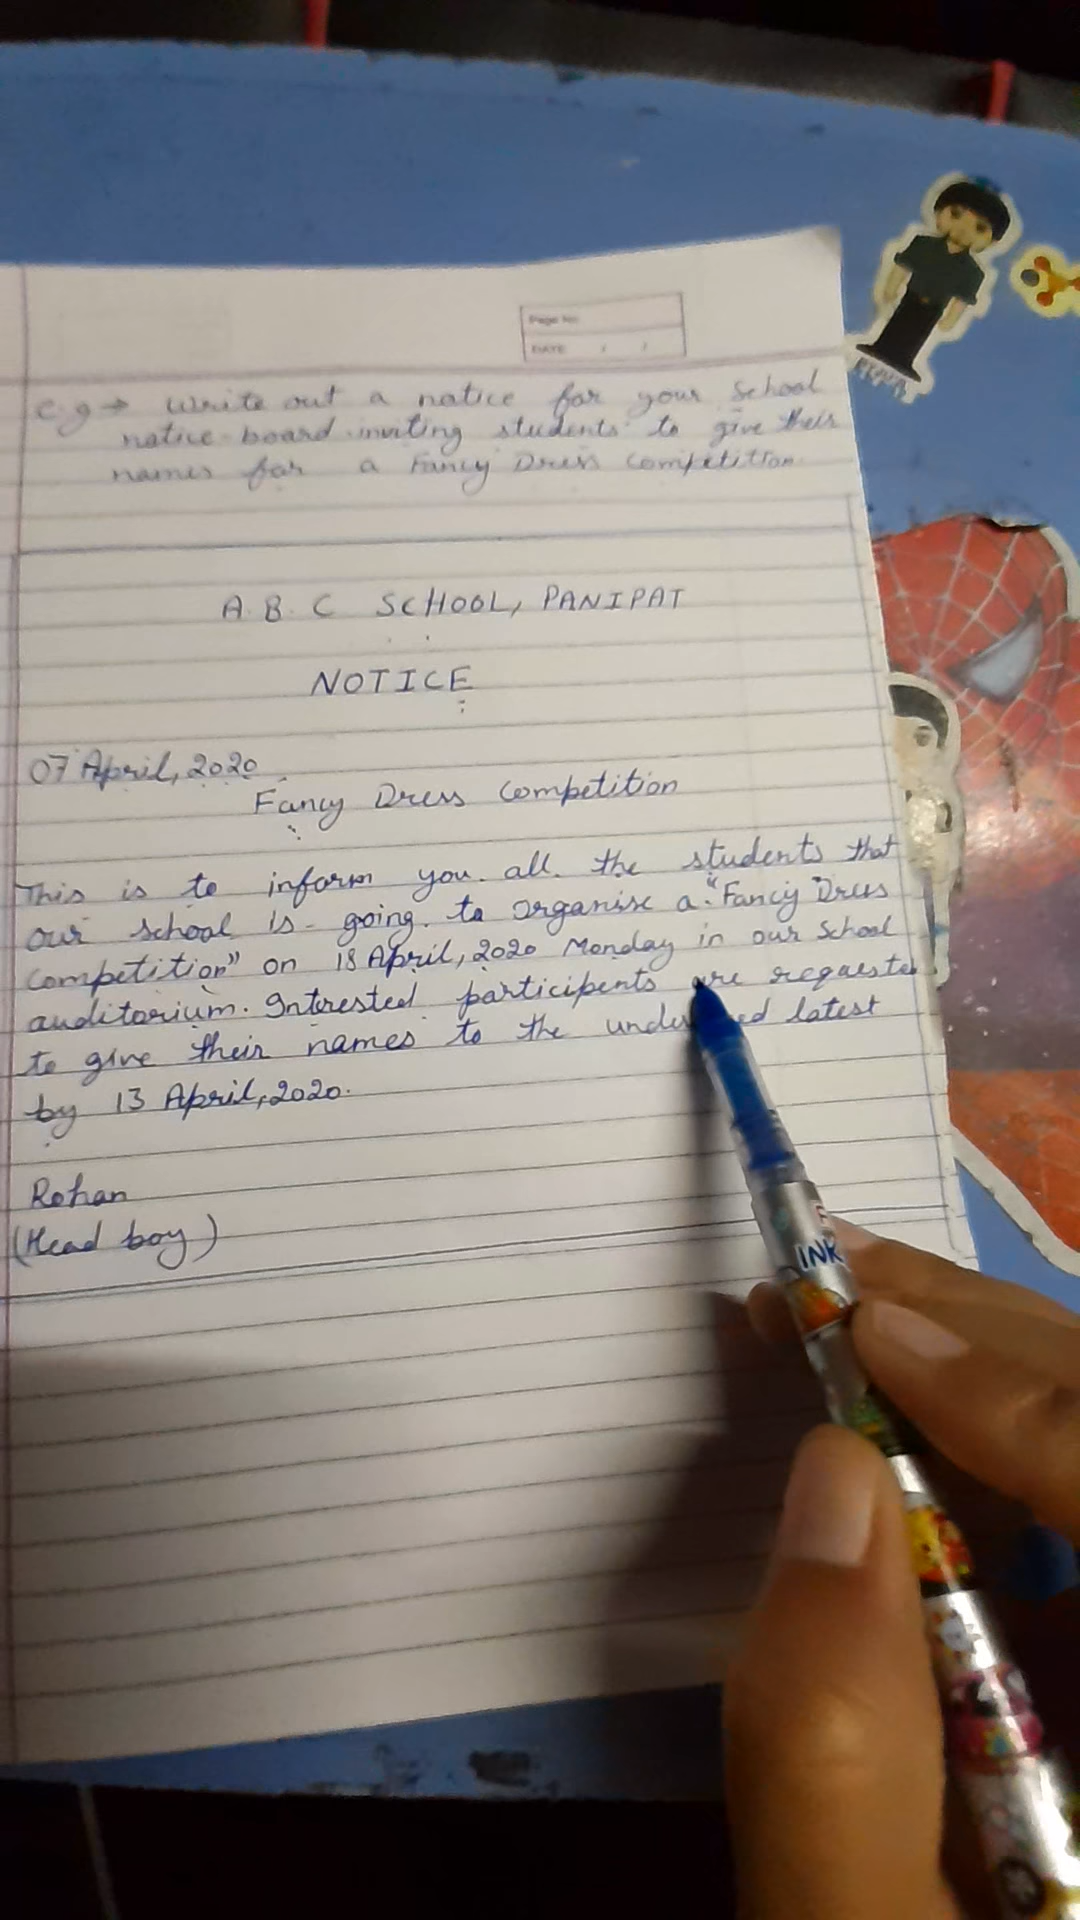 Page No.
DATE / /
e.g → Write out a notice for your School
notice-board inviting students to give their
names for a Fancy Dress Competition.
A.B.C SCHOOL, PANIPAT
NOTICE
07 April, 2020
Fancy Dress Competition
This is to inform you all the students that
our school is going to organise a "Fancy Dress
Competition" on 18 April, 2020 Monday in our School
auditorium. Intrested participents are requested
to give their names to the latest
by 13 April, 2020.
Rohan
(Head boy)
INK